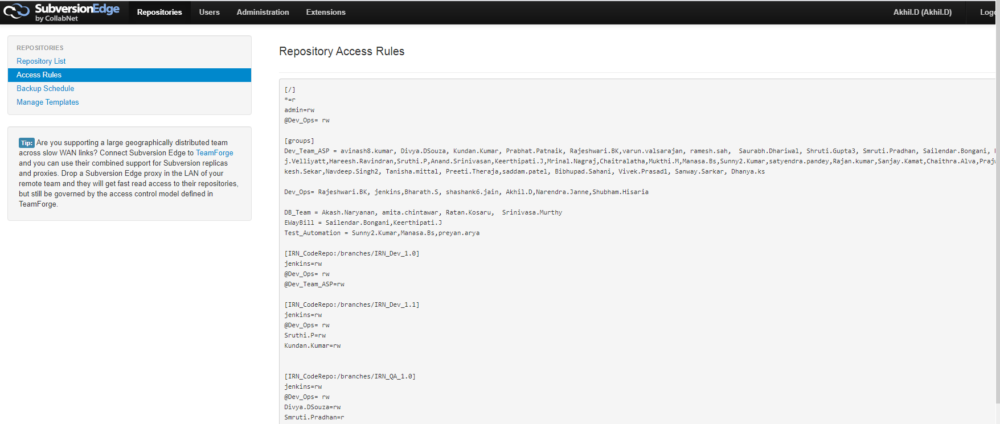 SubversionEdge
by CollabNet
Repositories Users Administration Extensions
Akhil.D (Akhil.D)
REPOSITORIES
Repository List
Access Rules
Backup Schedule
Manage Templates
Tip: Are you supporting a large geographically distributed team
across slow WAN links? Connect Subversion Edge to TeamForge
and you can use their combined support for Subversion replicas
and proxies. Drop a Subversion Edge proxy in the LAN of your
remote team and they will get fast read access to their repositories,
but still be governed by the access control model defined in
TeamForge.
Repository Access Rules
[/]
*=r
admin=rw
@Dev_Ops= rw
[groups]
Dev_Team_ASP = avinash8.kumar, Divya.DSouza, Kundan.Kumar, Prabhat.Patnaik, Rajeshwari.BK,varun.valsarajan, ramesh.sah,  Saurabh.Dhariwal, Shruti.Gupta3, Smruti.Pradhan, Sailendar.Bongani,
j.Velliyatt,Hareesh.Ravindran,Sruthi.P,Anand.Srinivasan,Keerthipati.J,Mrinal.Nagraj,Chaitralatha,Mukthi.M,Manasa.Bs,Sunny2.Kumar,satyendra.pandey,Rajan.kumar,Sanjay.Kamat,Chaithra.Alva,
kesh.Sekar,Navdeep.Singh2, Tanisha.mittal, Preeti.Theraja,saddam.patel, Bibhupad.Sahani, Vivek.Prasad1, Sanway.Sarkar, Dhanya.ks
Dev_Ops= Rajeshwari.BK, jenkins,Bharath.S, shashank6.jain, Akhil.D,Narendra.Janne,Shubham.Hisaria
DB_Team = Akash.Naryanan, amita.chintawar, Ratan.Kosaru,  Srinivasa.Murthy
EWayBill = Sailendar.Bongani,Keerthipati.J
Test_Automation = Sunny2.Kumar,Manasa.Bs,preyan.arya
[IRN_CodeRepo:/branches/IRN_Dev_1.0]
jenkins=rw
@Dev_Ops= rw
@Dev_Team_ASP=rw
[IRN_CodeRepo:/branches/IRN_Dev_1.1]
jenkins=rw
@Dev_Ops= rw
Sruthi.P=rw
Kundan.Kumar=rw
[IRN_CodeRepo:/branches/IRN_QA_1.0]
jenkins=rw
@Dev_Ops= rw
Divya.DSouza=rw
Smruti.Pradhan=r